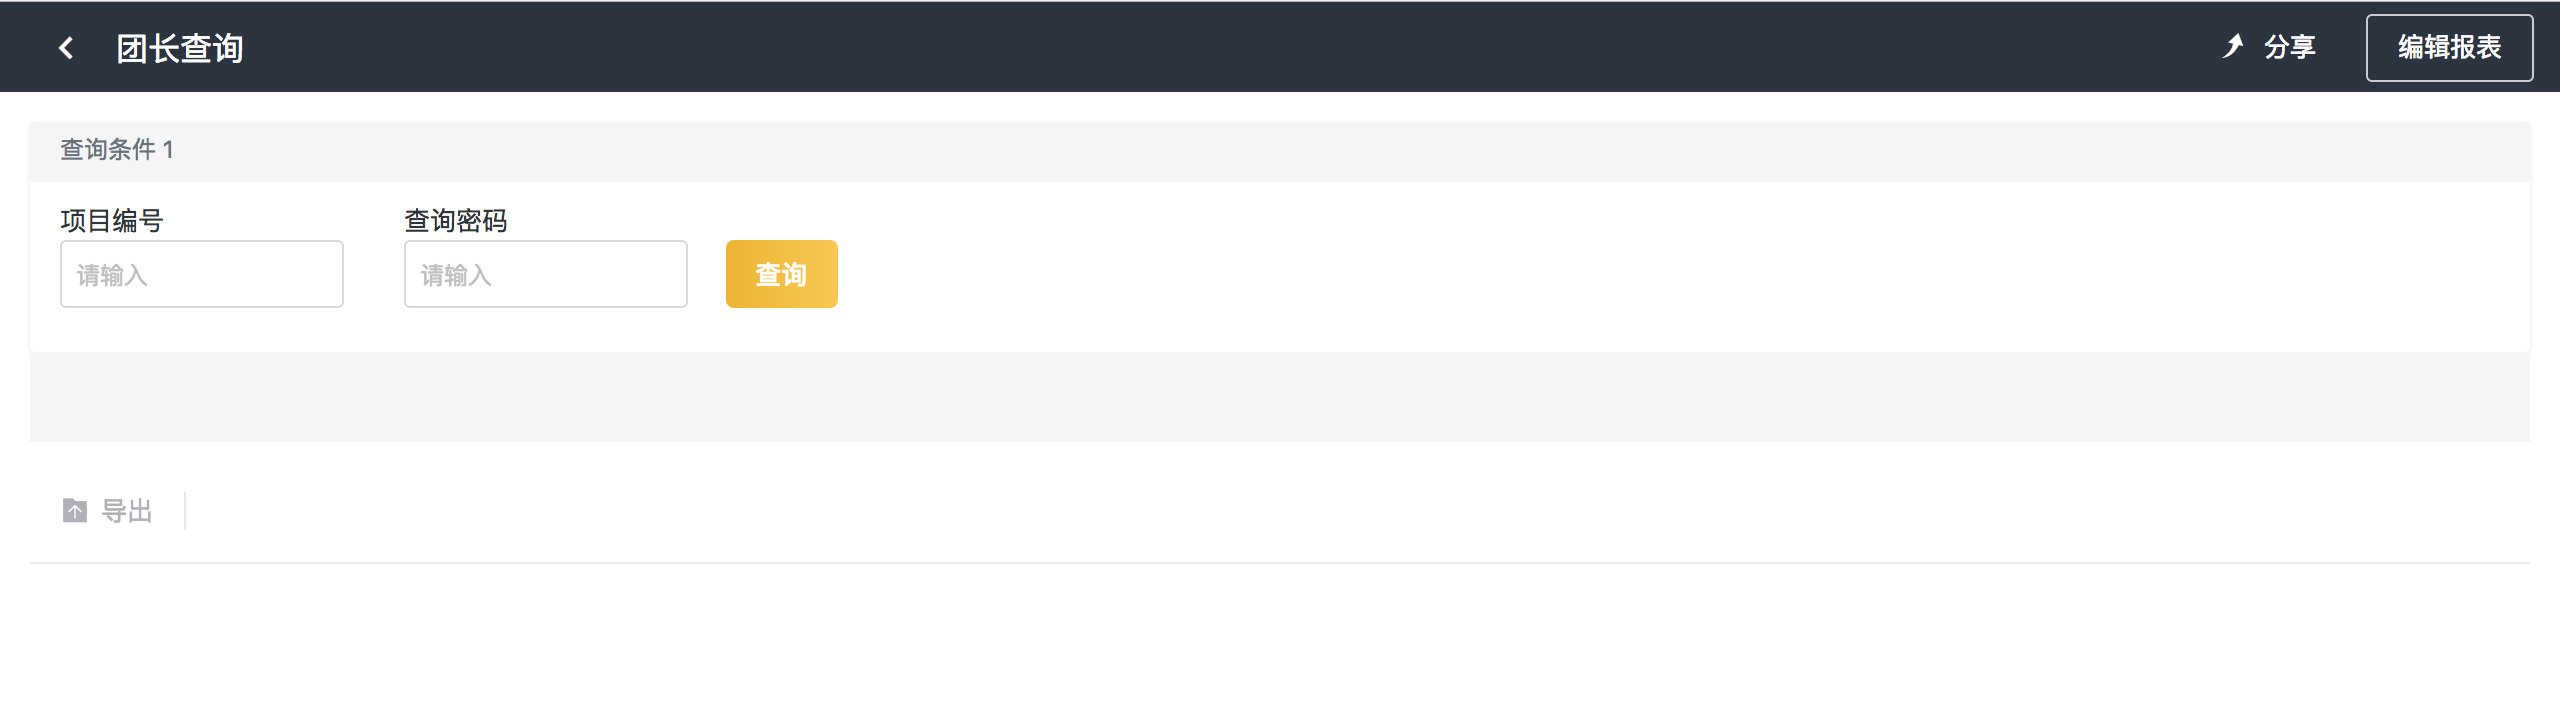 团长查询
分享
编辑报表
查询条件 1
项目编号
查询密码
请输入
请输入
查询
导出